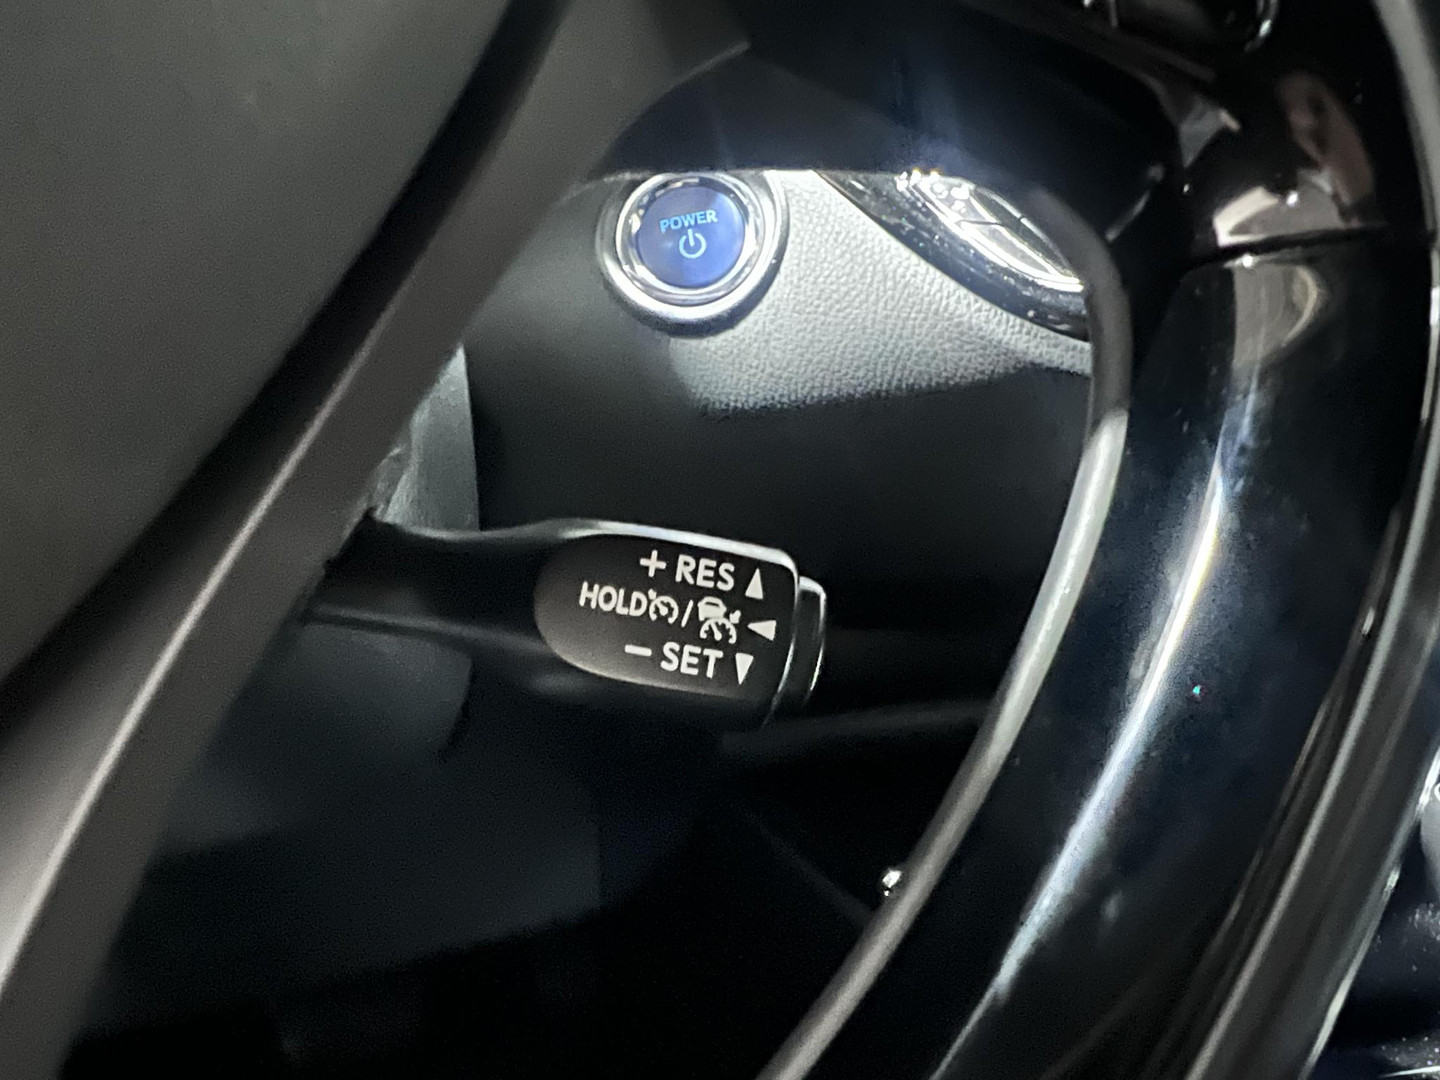 POWER
+ RES ▲
HOLD / ◀
− SET ▼